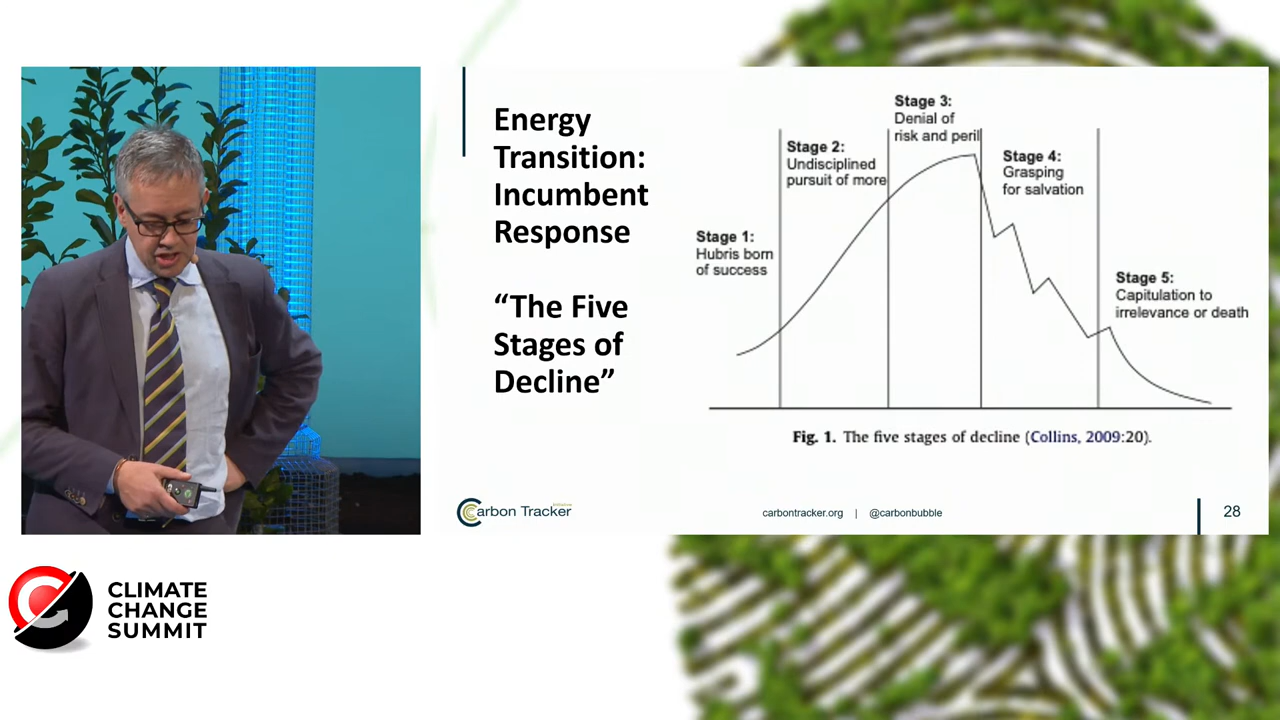 Energy
Transition:
Incumbent
Response
“The Five
Stages of
Decline”
Stage 1:
Hubris born
of success
Stage 2:
Undisciplined
pursuit of more
Stage 3:
Denial of
risk and peril
Stage 4:
Grasping
for salvation
Stage 5:
Capitulation to
irrelevance or death
Fig. 1. The five stages of decline (Collins, 2009:20).
Carbon Tracker
Initiative
carbontracker.org | @carbonbubble
28
CLIMATE
CHANGE
SUMMIT